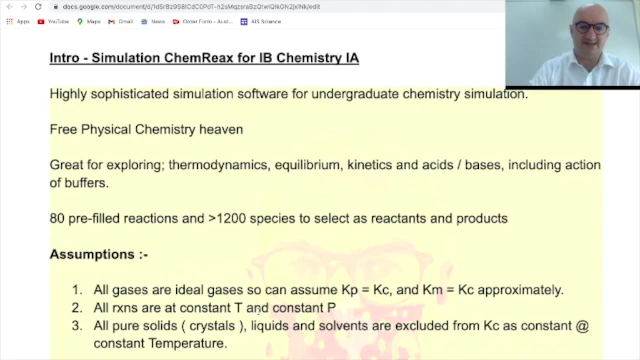 docs.google.com/document/d/
Apps YouTube Maps News Gmail Order Form – Aust... AIS Science
Intro - Simulation ChemReax for IB Chemistry IA
Highly sophisticated simulation software for undergraduate chemistry simulation.
Free Physical Chemistry heaven
Great for exploring; thermodynamics, equilibrium, kinetics and acids / bases, including action
of buffers.
80 pre-filled reactions and >1200 species to select as reactants and products
Assumptions :-
1. All gases are ideal gases so can assume Kp = Kc, and Km = Kc approximately.
2. All rxns are at constant T and constant P
3. All pure solids ( crystals ), liquids and solvents are excluded from Kc as constant @
constant Temperature.